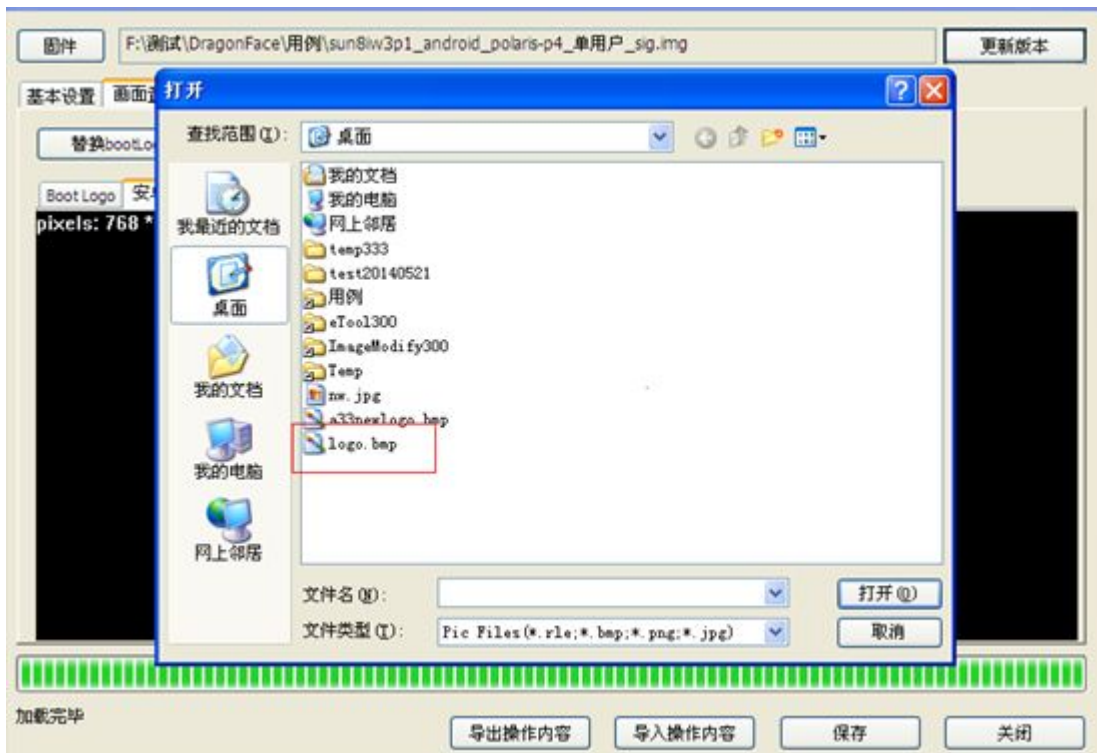 固件
F:\测试\DragonFace\用例\sun8iw3p1_android_polaris-p4_单用户_sig.img
更新版本
基本设置
画面
替换bootLo
Boot Logo
pixels: 768 *
打开
查找范围(I):
桌面
我最近的文档
桌面
我的文档
我的电脑
网上邻居
我的文档
我的电脑
网上邻居
temp333
test20140521
用例
eTool300
ImageModify300
Temp
nw.jpg
a33newlogo.bmp
logo.bmp
文件名(N):
打开(O)
文件类型(T):
Pic Files(*.rle;*.bmp;*.png;*.jpg)
取消
加载完毕
导出操作内容
导入操作内容
保存
关闭